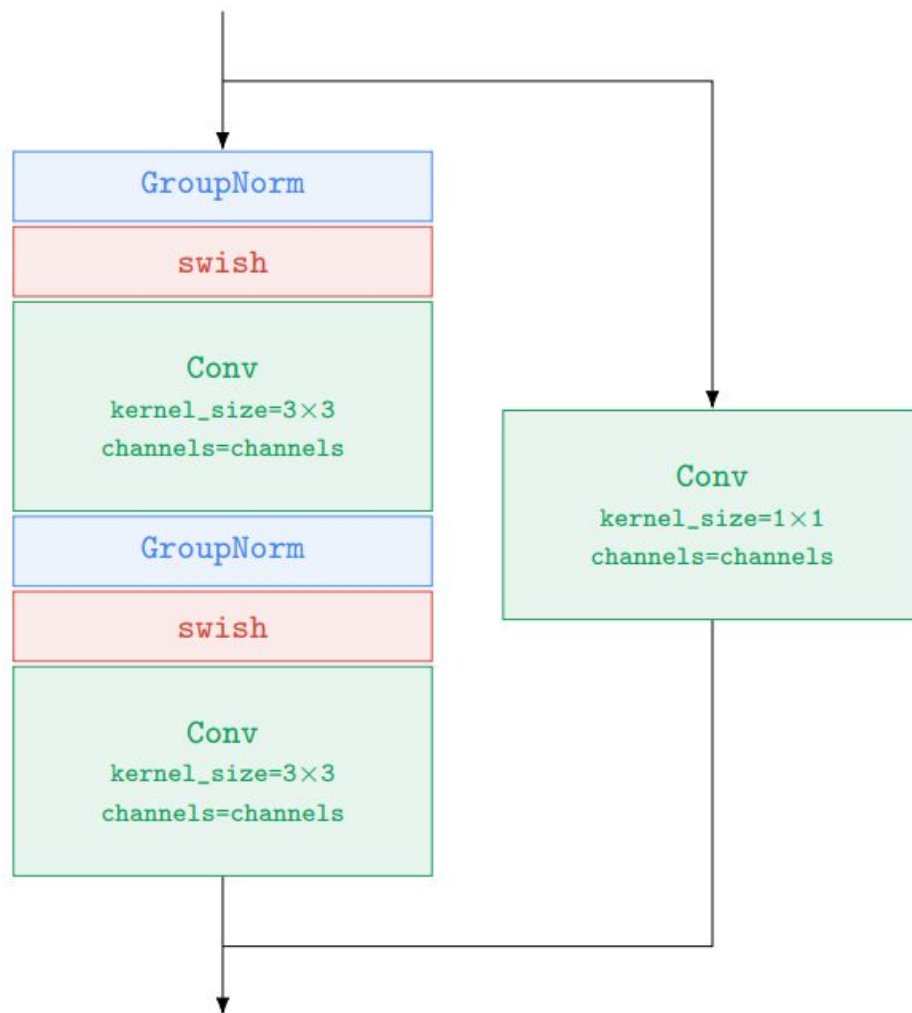 GroupNorm
swish
Conv
kernel_size=3×3
channels=channels
GroupNorm
swish
Conv
kernel_size=3×3
channels=channels
Conv
kernel_size=1×1
channels=channels